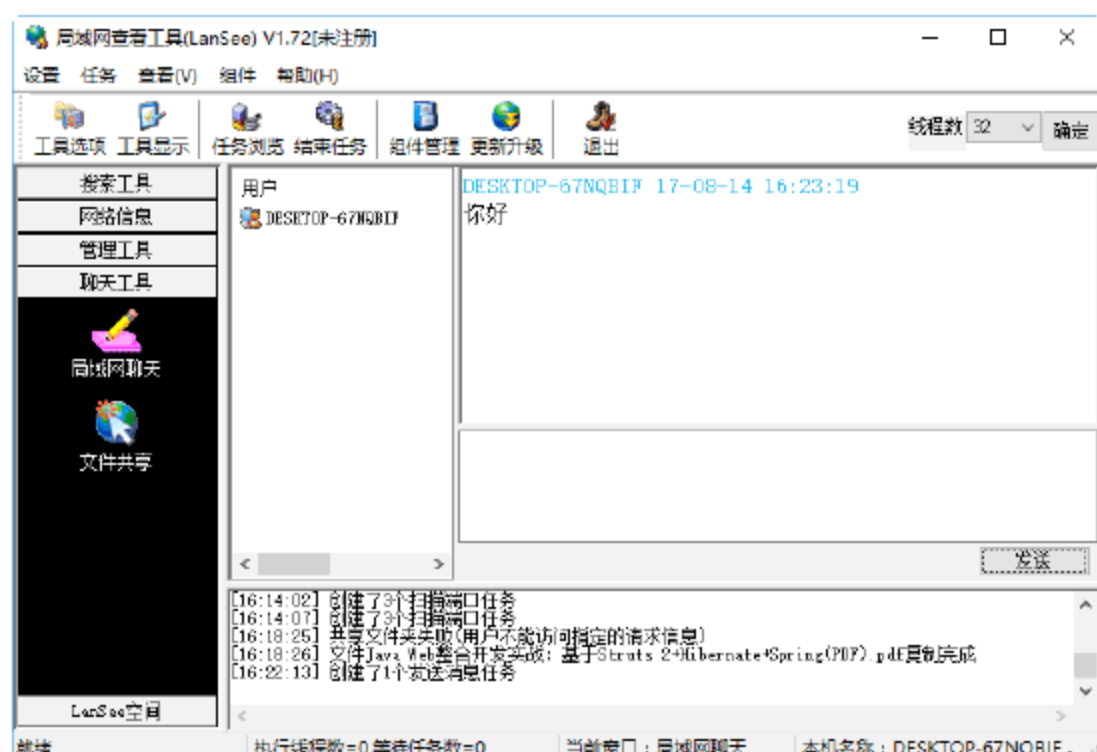 局域网查看工具(LanSee) V1.72[未注册]
设置 任务 查看(V) 组件 帮助(H)
工具选项 工具显示 任务浏览 结束任务 组件管理 更新升级 退出 线程数 32 确定
搜索工具
网络信息
管理工具
聊天工具
局域网聊天
文件共享
LanSee空间
用户
DESKTOP-67NQBIF
DESKTOP-67NQBIF 17-08-14 16:23:19
你好
发送
[16:14:02] 创建了3个扫描端口任务
[16:14:07] 创建了3个扫描端口任务
[16:18:25] 共享文件夹失败(用户不能访问指定的请求信息)
[16:18:26] 文件Java Web整合开发实战：基于Struts 2+Hibernate+Spring(PDF).pdf复制完成
[16:22:13] 创建了1个发送消息任务
就绪 执行线程数=0 等待任务数=0 当前窗口：局域网聊天 本机名称：DESKTOP-67NQBIF